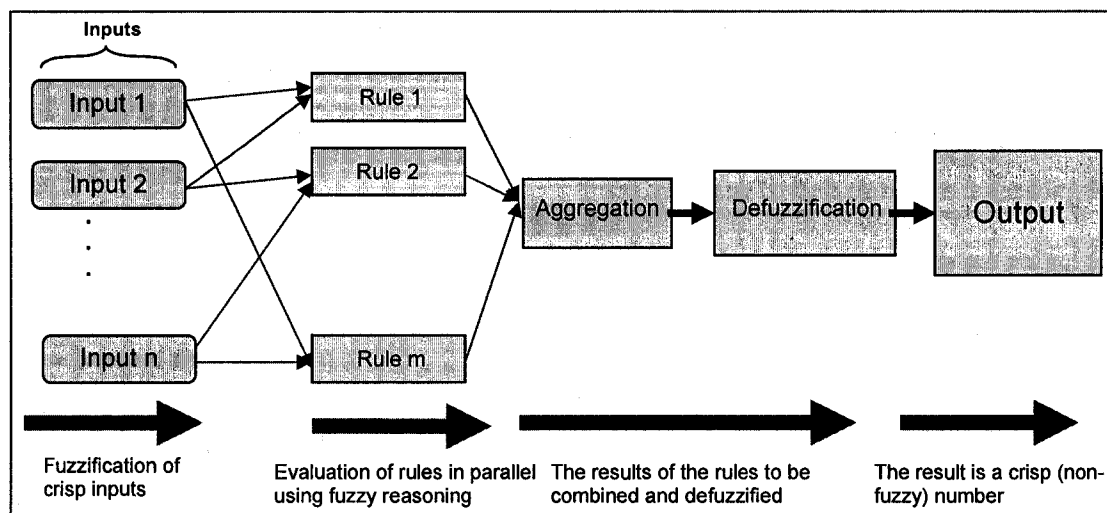 Inputs
Input 1
Input 2
.
.
.
Input n
Rule 1
Rule 2
Rule m
Aggregation
Defuzzification
Output
Fuzzification of
crisp inputs
Evaluation of rules in parallel
using fuzzy reasoning
The results of the rules to be
combined and defuzzified
The result is a crisp (non-
fuzzy) number